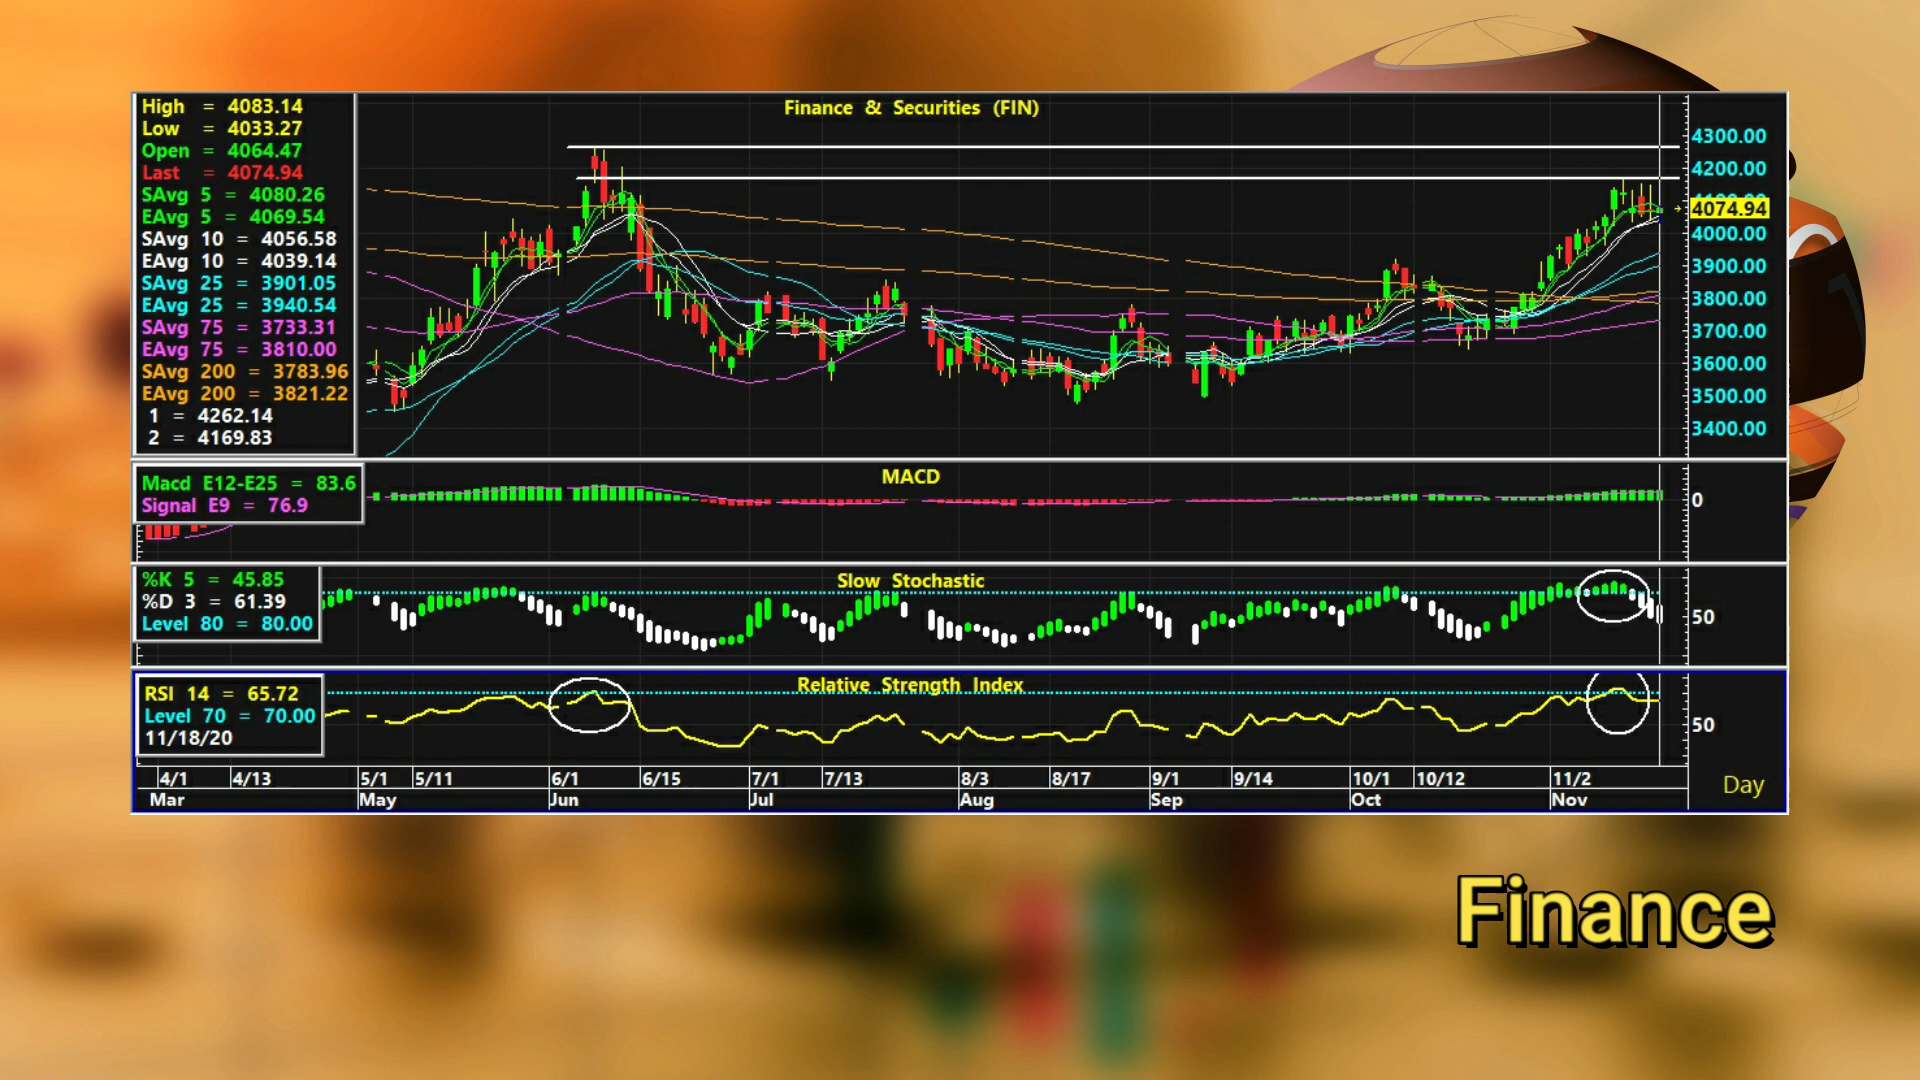 Finance & Securities (FIN)
High = 4083.14
Low = 4033.27
Open = 4064.47
Last = 4074.94
SAvg 5 = 4080.26
EAvg 5 = 4069.54
SAvg 10 = 4056.58
EAvg 10 = 4039.14
SAvg 25 = 3901.05
EAvg 25 = 3940.54
SAvg 75 = 3733.31
EAvg 75 = 3810.00
SAvg 200 = 3783.96
EAvg 200 = 3821.22
1 = 4262.14
2 = 4169.83
4300.00
4200.00
4074.94
4000.00
3900.00
3800.00
3700.00
3600.00
3500.00
3400.00
MACD
Macd E12-E25 = 83.6
Signal E9 = 76.9
0
Slow Stochastic
%K 5 = 45.85
%D 3 = 61.39
Level 80 = 80.00
50
Relative Strength Index
RSI 14 = 65.72
Level 70 = 70.00
11/18/20
50
4/1 4/13 5/1 5/11 6/1 6/15 7/1 7/13 8/3 8/17 9/1 9/14 10/1 10/12 11/2
Mar May Jun Jul Aug Sep Oct Nov
Day
Finance